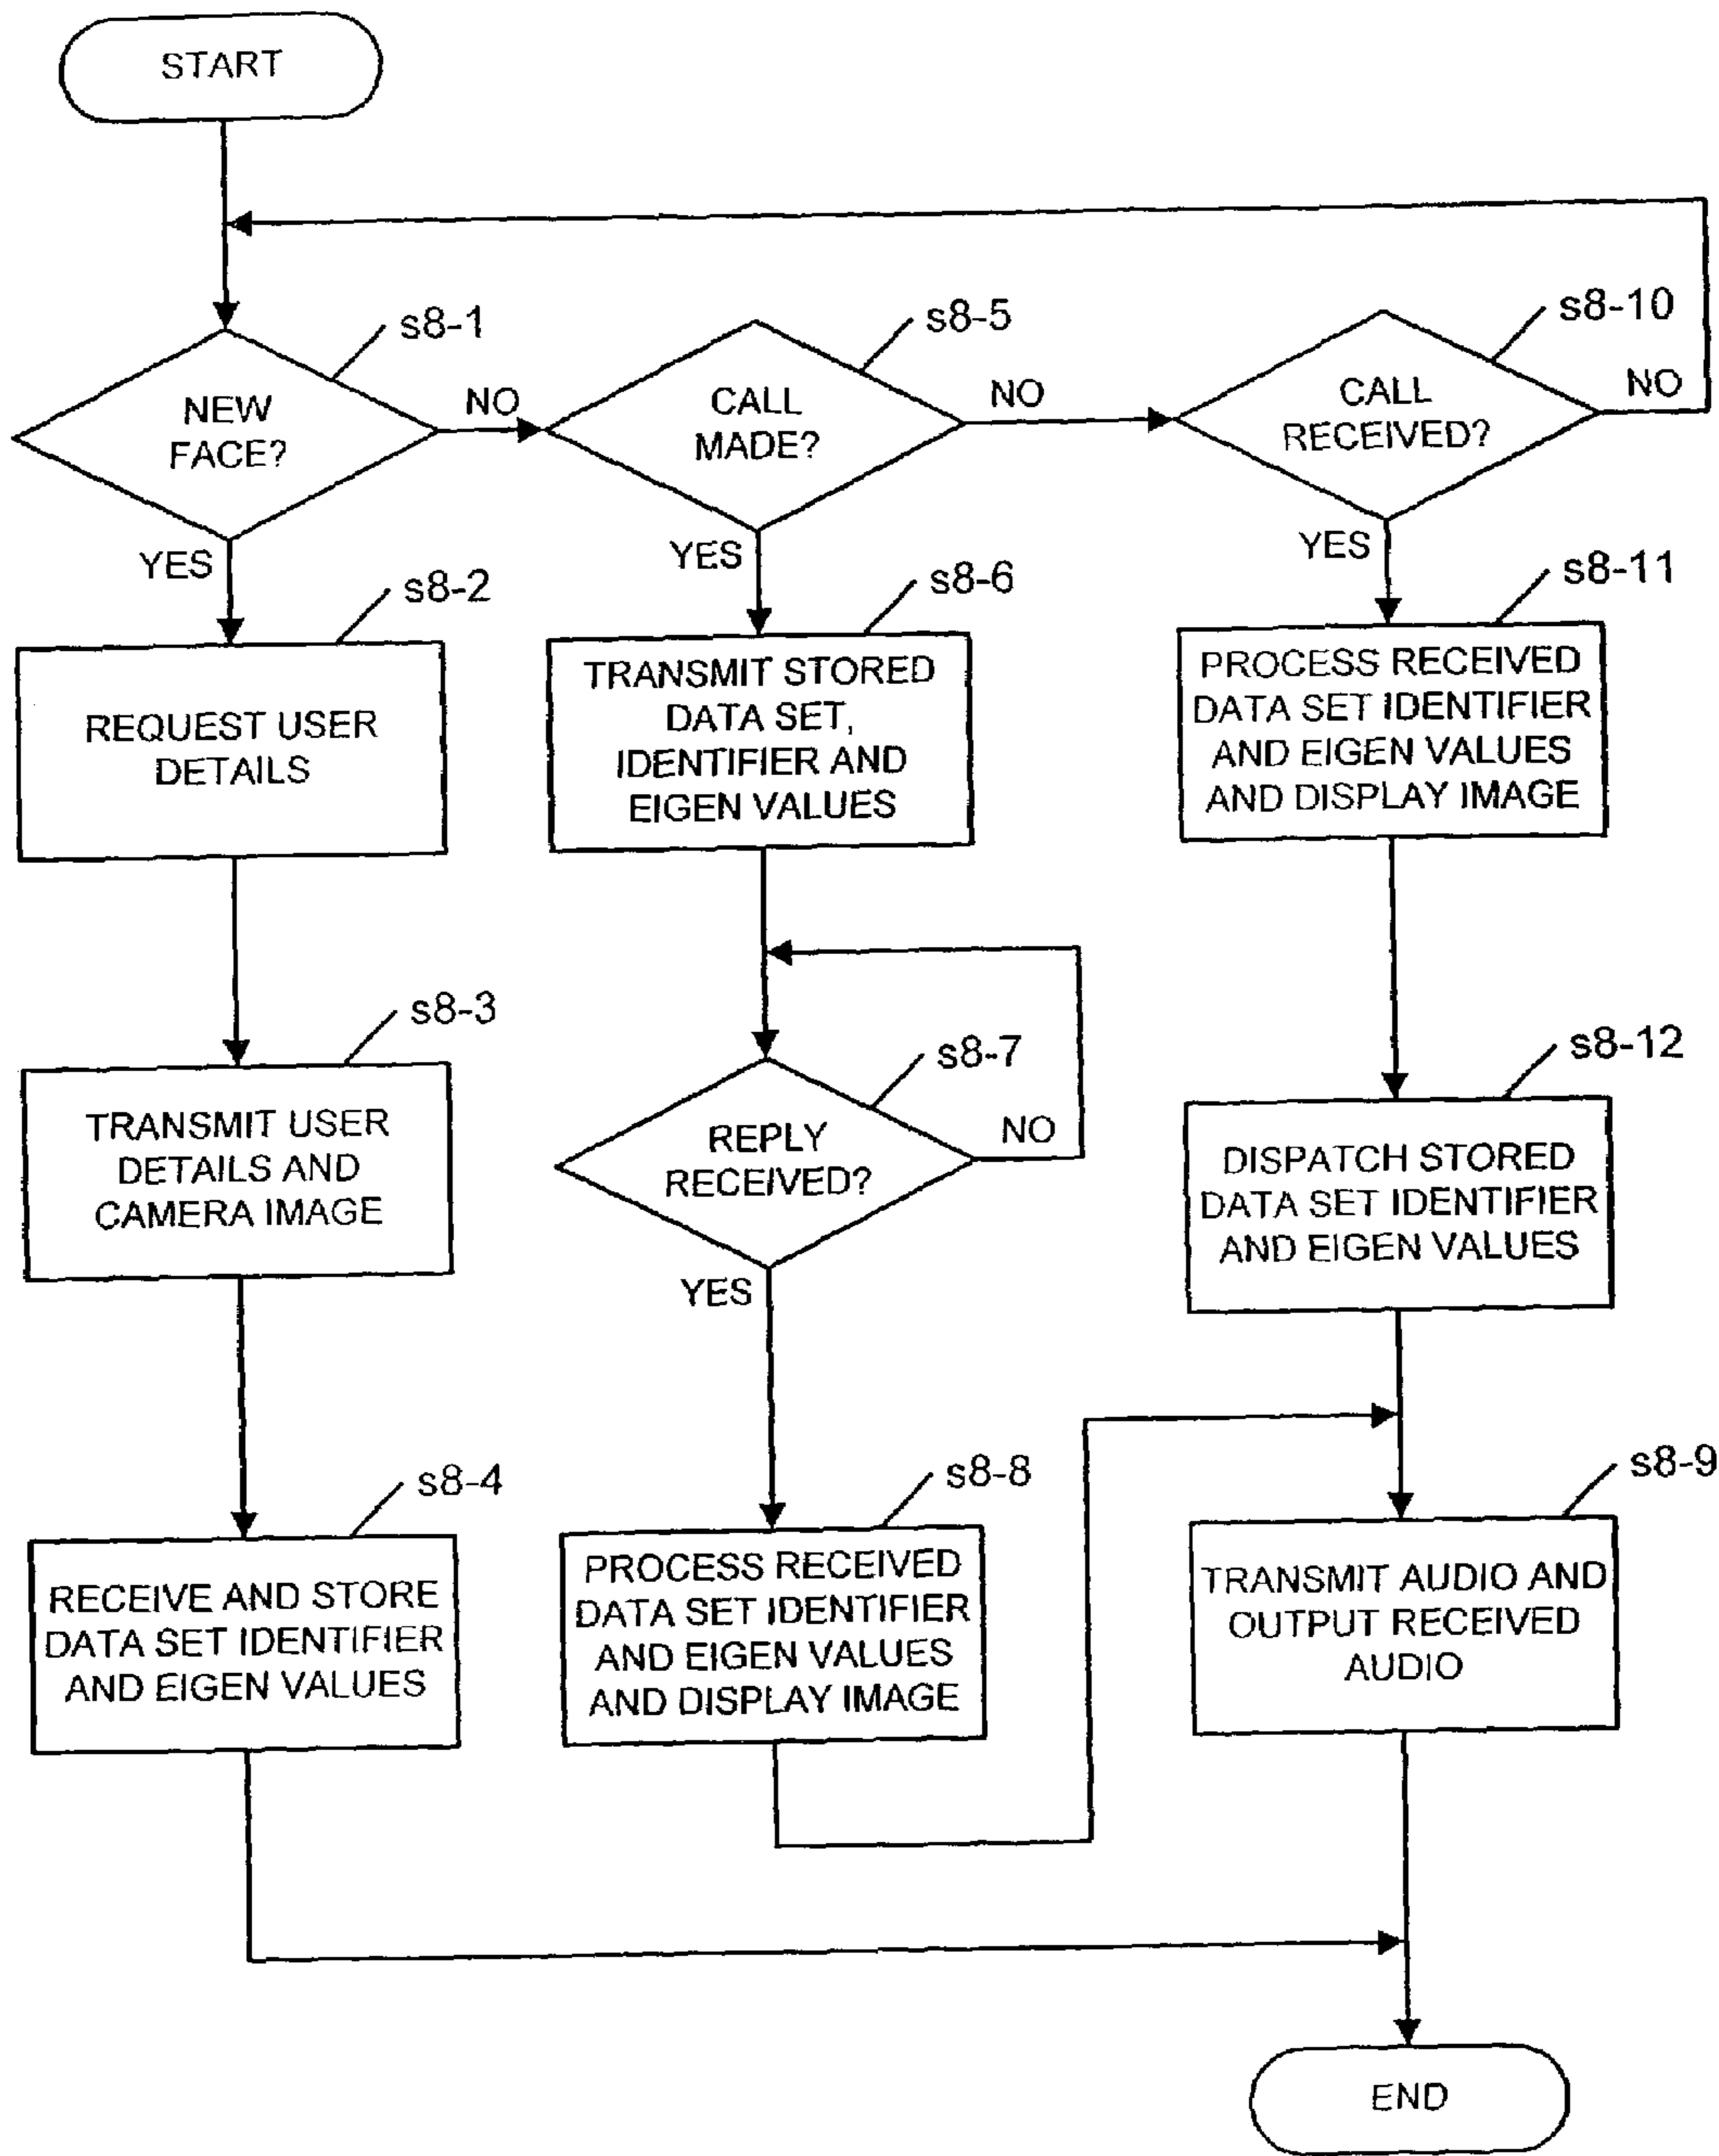 START
s8-1
NEW
FACE?
NO
YES
s8-5
CALL
MADE?
NO
YES
s8-10
CALL
RECEIVED?
NO
YES
s8-2
REQUEST USER
DETAILS
s8-6
TRANSMIT STORED
DATA SET,
IDENTIFIER AND
EIGEN VALUES
s8-11
PROCESS RECEIVED
DATA SET IDENTIFIER
AND EIGEN VALUES
AND DISPLAY IMAGE
s8-3
TRANSMIT USER
DETAILS AND
CAMERA IMAGE
s8-7
REPLY
RECEIVED?
NO
YES
s8-12
DISPATCH STORED
DATA SET IDENTIFIER
AND EIGEN VALUES
s8-4
RECEIVE AND STORE
DATA SET IDENTIFIER
AND EIGEN VALUES
s8-8
PROCESS RECEIVED
DATA SET IDENTIFIER
AND EIGEN VALUES
AND DISPLAY IMAGE
s8-9
TRANSMIT AUDIO AND
OUTPUT RECEIVED
AUDIO
END